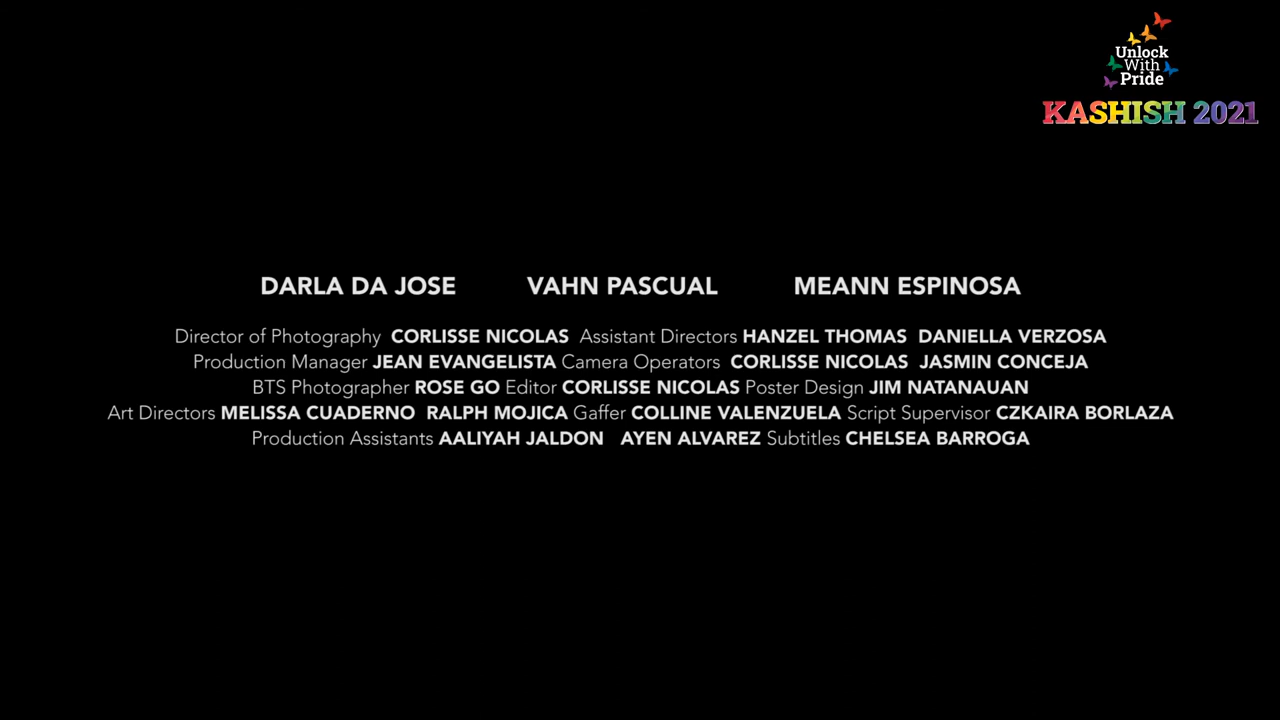 Unlock
With
Pride
KASHISH 2021
DARLA DA JOSE VAHN PASCUAL MEANN ESPINOSA
Director of Photography CORLISSE NICOLAS Assistant Directors HANZEL THOMAS DANIELLA VERZOSA
Production Manager JEAN EVANGELISTA Camera Operators CORLISSE NICOLAS JASMIN CONCEJA
BTS Photographer ROSE GO Editor CORLISSE NICOLAS Poster Design JIM NATANAUAN
Art Directors MELISSA CUADERNO RALPH MOJICA Gaffer COLLINE VALENZUELA Script Supervisor CZKAIRA BORLAZA
Production Assistants AALIYAH JALDON AYEN ALVAREZ Subtitles CHELSEA BARROGA